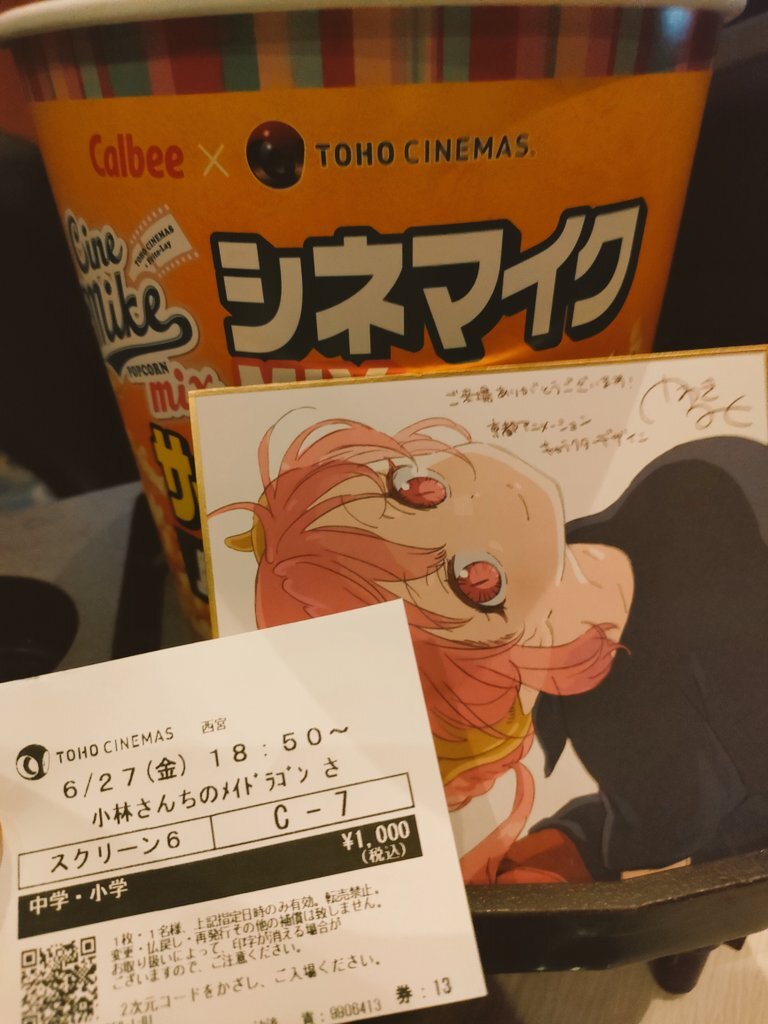 Calbee × TOHO CINEMAS.
Cine Mike
POPCORN
mix
シネマイク
MIX
サ
ご来場ありがとうございます!
京都アニメーション
キャラクターデザイン
TOHO CINEMAS 西宮
6/27(金) 18:50～
小林さんちのﾒｲﾄﾞﾗｺﾞﾝ さ
スクリーン6 C-7
¥1,000
(税込)
中学・小学
1枚・1名様、上記指定日時のみ有効。転売禁止。
変更・払戻し・再発行その他の補償は致しません。
お取り扱いによって、印字が消える場合が
ございますので、ご注意ください。
2次元コードをかざし、ご入場ください。
責:9906413 券:13